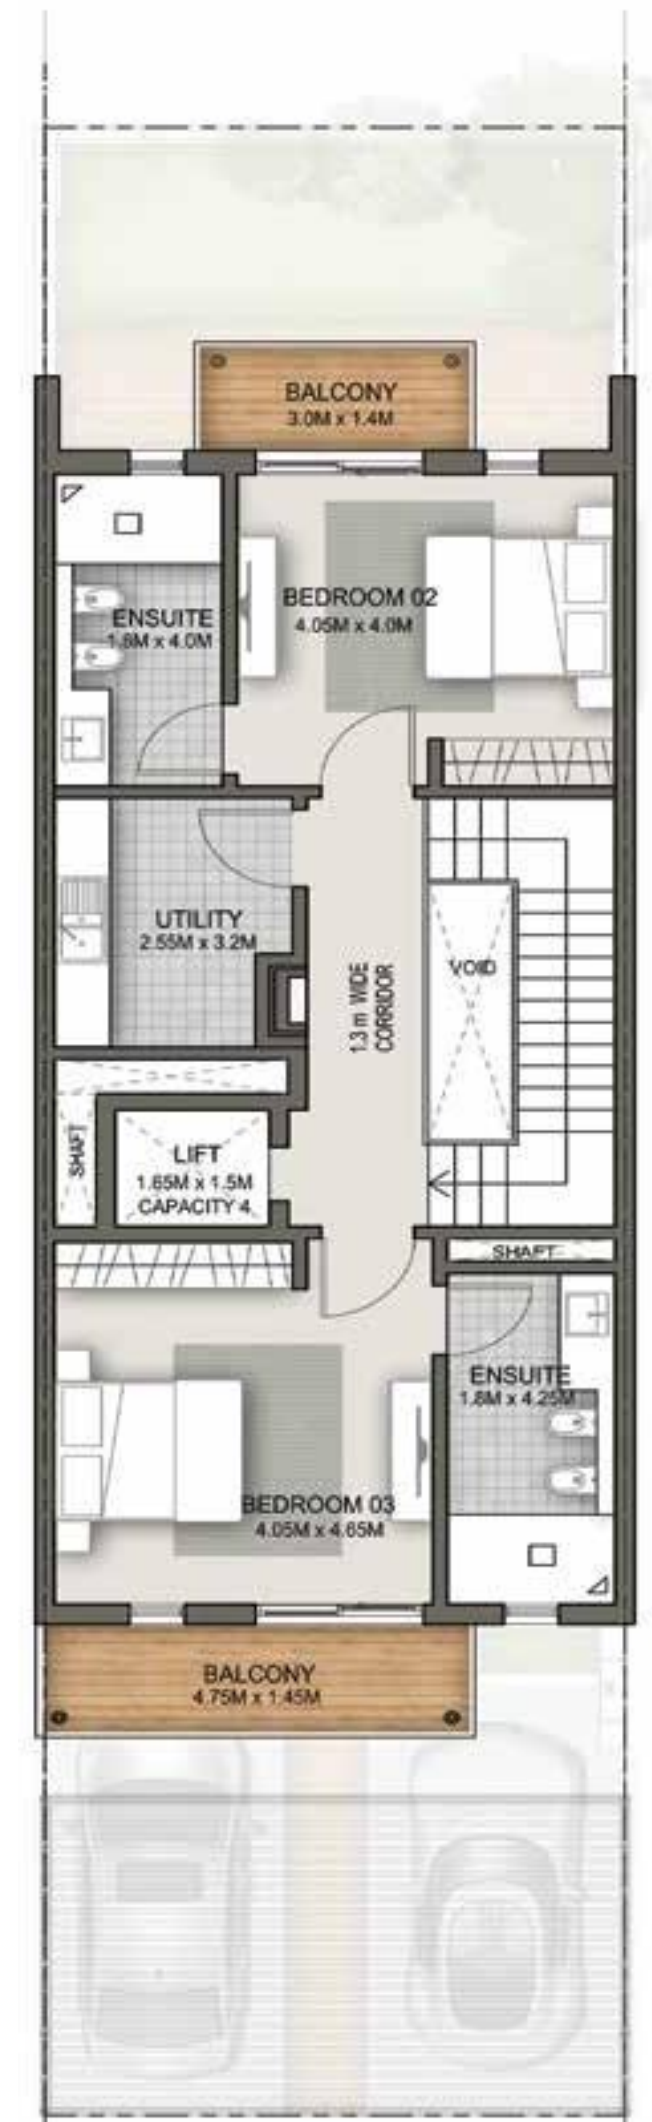 BALCONY
3.0M x 1.4M
BEDROOM 02
4.05M x 4.0M
ENSUITE
1.8M x 4.0M
UTILITY
2.55M x 3.2M
VOID
1.3 m WIDE
CORRIDOR
SHAFT
LIFT
1.65M x 1.5M
CAPACITY 4
SHAFT
ENSUITE
1.8M x 4.25M
BEDROOM 03
4.05M x 4.65M
BALCONY
4.75M x 1.45M